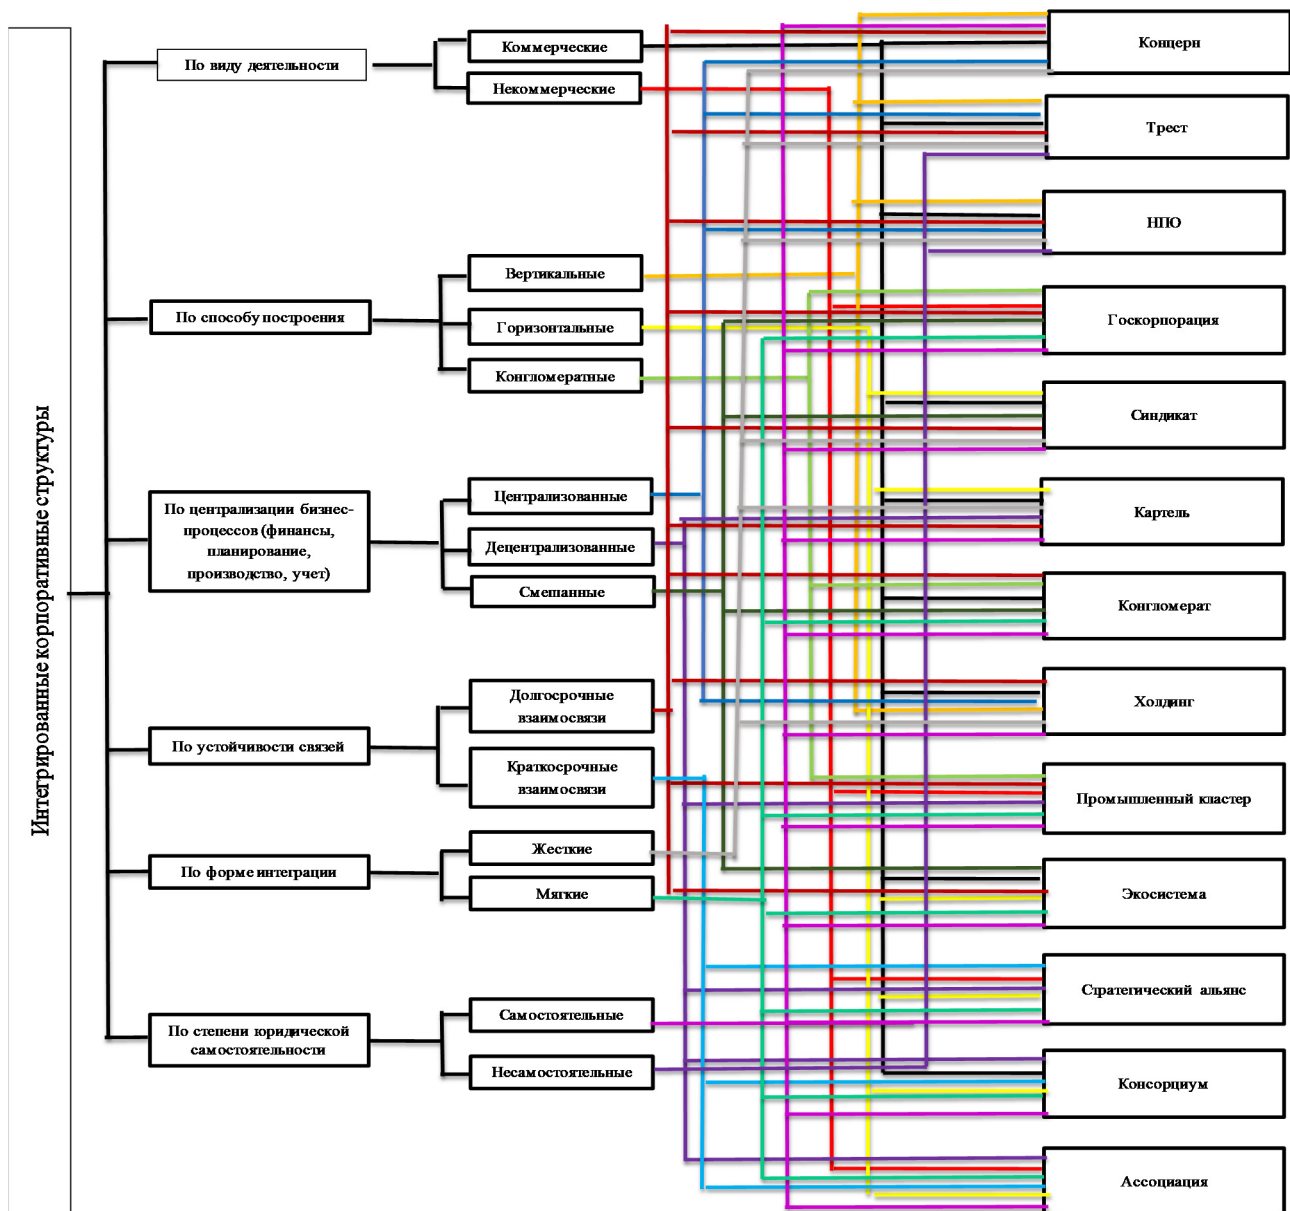 Интегрированные корпоративные структуры
По виду деятельности
По способу построения
По централизации бизнес-
процессов (финансы,
планирование,
производство, учет)
По устойчивости связей
По форме интеграции
По степени юридической
самостоятельности
Коммерческие
Некоммерческие
Вертикальные
Горизонтальные
Конгломератные
Централизованные
Децентрализованные
Смешанные
Долгосрочные
взаимосвязи
Краткосрочные
взаимосвязи
Жесткие
Мягкие
Самостоятельные
Несамостоятельные
Концерн
Трест
НПО
Госкорпорация
Синдикат
Картель
Конгломерат
Холдинг
Промышленный кластер
Экосистема
Стратегический альянс
Консорциум
Ассоциация